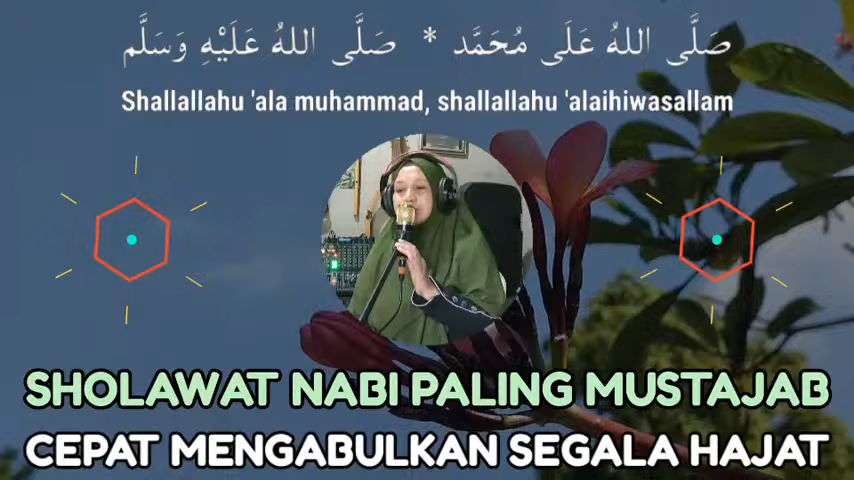 صَلَّى اللهُ عَلَى مُحَمَّد * صَلَّى اللهُ عَلَيْهِ وَسَلَّم
Shallallahu 'ala muhammad, shallallahu 'alaihiwasallam
SHOLAWAT NABI PALING MUSTAJAB
CEPAT MENGABULKAN SEGALA HAJAT